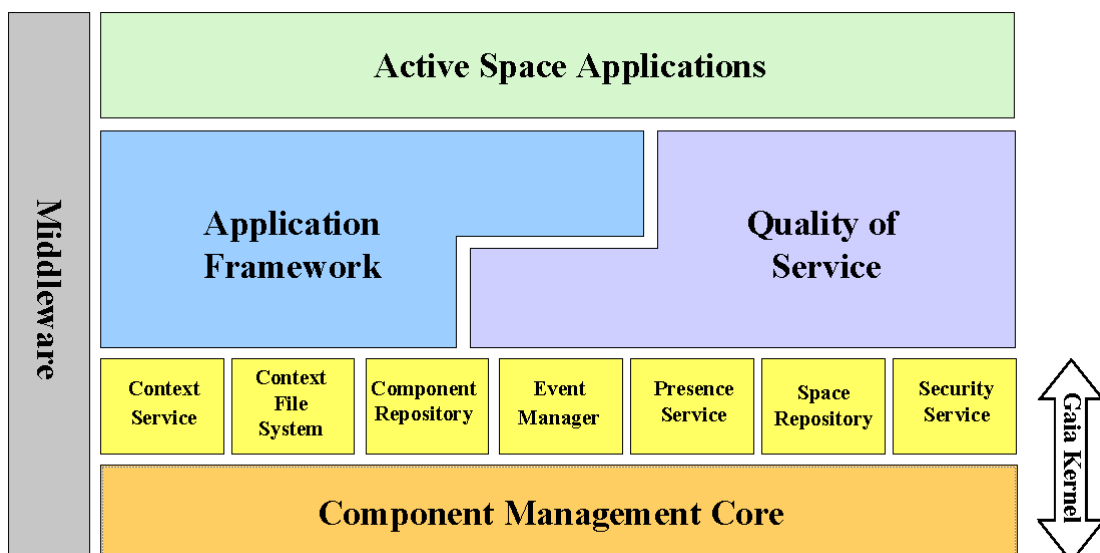 Middleware
Active Space Applications
Application
Framework
Quality of
Service
Context
Service
Context
File
System
Component
Repository
Event
Manager
Presence
Service
Space
Repository
Security
Service
Gaia Kernel
Component Management Core